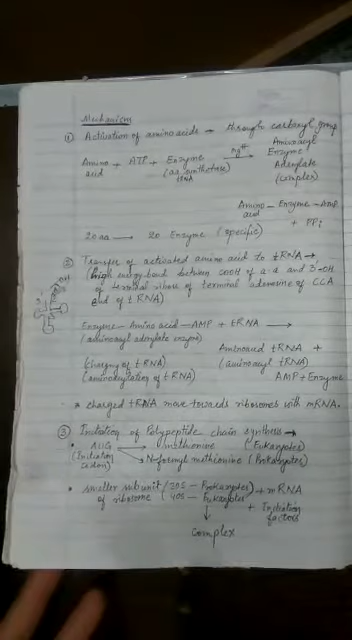 Mechanism
① Activation of amino acids → through carboxyl group
Amino acid + ATP + Enzyme (aa synthetase) tRNA —Mg++→ Aminoacyl Enzyme Adenylate (complex)
Amino acid – Enzyme – AMP
+ PPi
20 aa → 20 Enzyme (specific)
② Transfer of activated amino acid to tRNA →
(high energy bond between COOH of a.a and 3'-OH
of terminal ribose of terminal adenosine of CCA
end of tRNA)
Enzyme – Amino acid – AMP + tRNA →
(aminoacyl adenylate enzyme)
Aminoacid tRNA +
(charging of tRNA) (aminoacyl tRNA)
(aminoacylation of tRNA) AMP + Enzyme
* charged tRNA move towards ribosomes with mRNA.
③ Initiation of Polypeptide chain synthesis →
• AUG → methionine (Eukaryotes)
(Initiation codon) → N-formyl methionine (Prokaryotes)
• smaller subunit of ribosome (30S – Prokaryotes 40S – Eukaryotes) + mRNA
+ Initiation
factors
↓
Complex